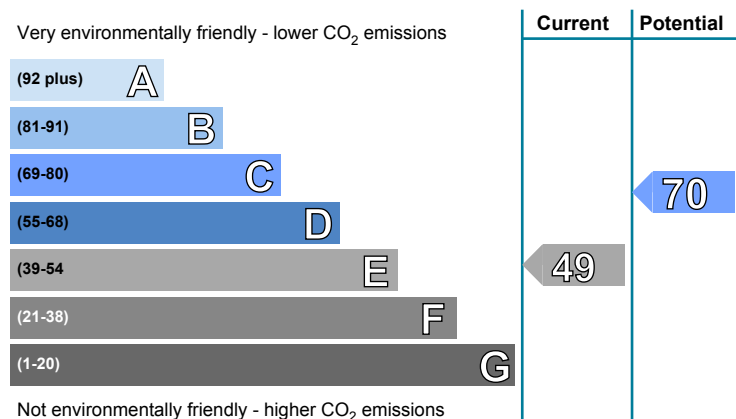 Current Potential
Very environmentally friendly - lower CO₂ emissions
(92 plus) A
(81-91) B
(69-80) C
70
(55-68) D
(39-54 E
49
(21-38) F
(1-20) G
Not environmentally friendly - higher CO₂ emissions